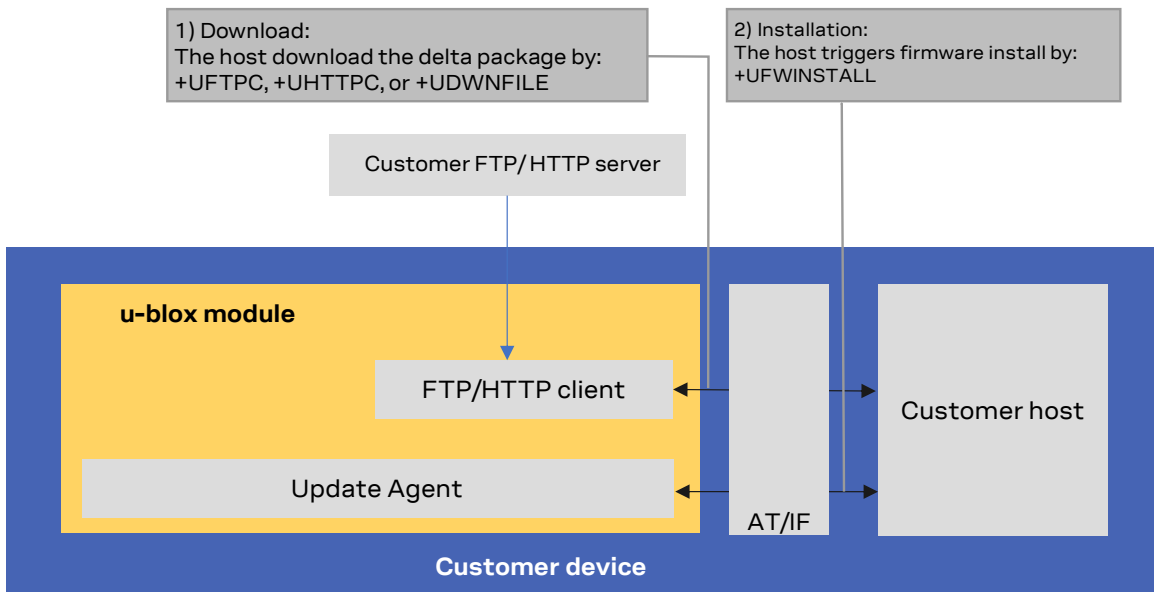 1) Download:
The host download the delta package by:
+UFTPC, +UHTTPC, or +UDWNFILE
2) Installation:
The host triggers firmware install by:
+UFWINSTALL
Customer FTP/HTTP server
u-blox module
FTP/HTTP client
Customer host
Update Agent
AT/IF
Customer device